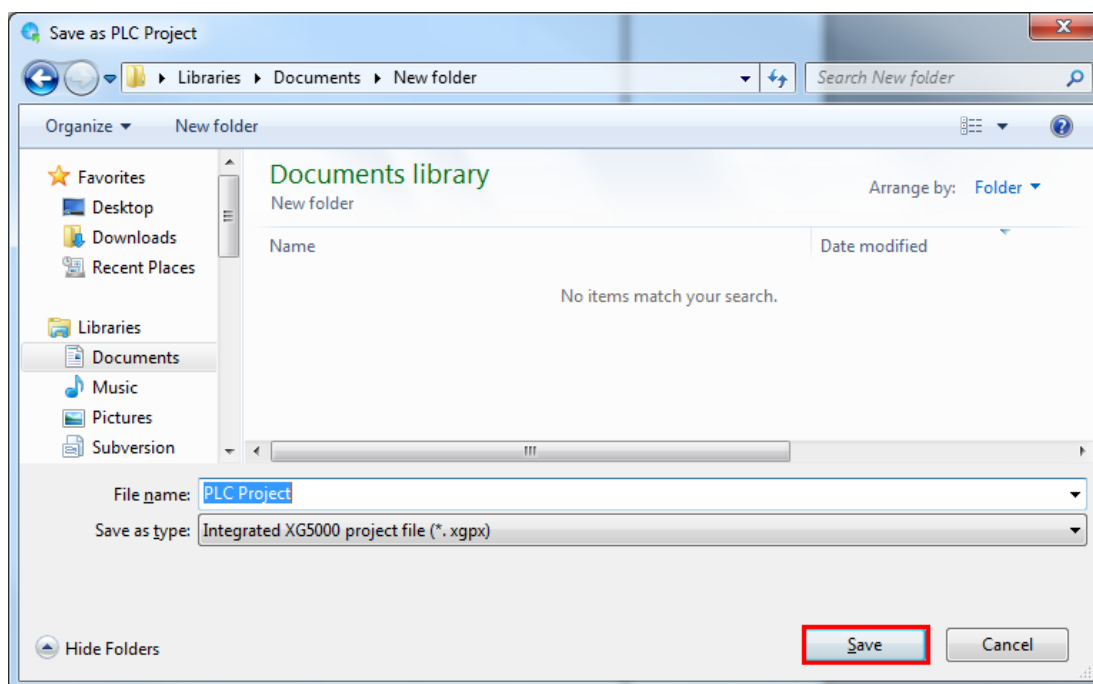 Save as PLC Project
Libraries Documents New folder
Search New folder
Organize New folder
Favorites
Desktop
Downloads
Recent Places
Libraries
Documents
Music
Pictures
Subversion
Documents library
New folder
Arrange by: Folder
Name Date modified
No items match your search.
File name: PLC Project
Save as type: Integrated XG5000 project file (*. xgpx)
Hide Folders
Save Cancel